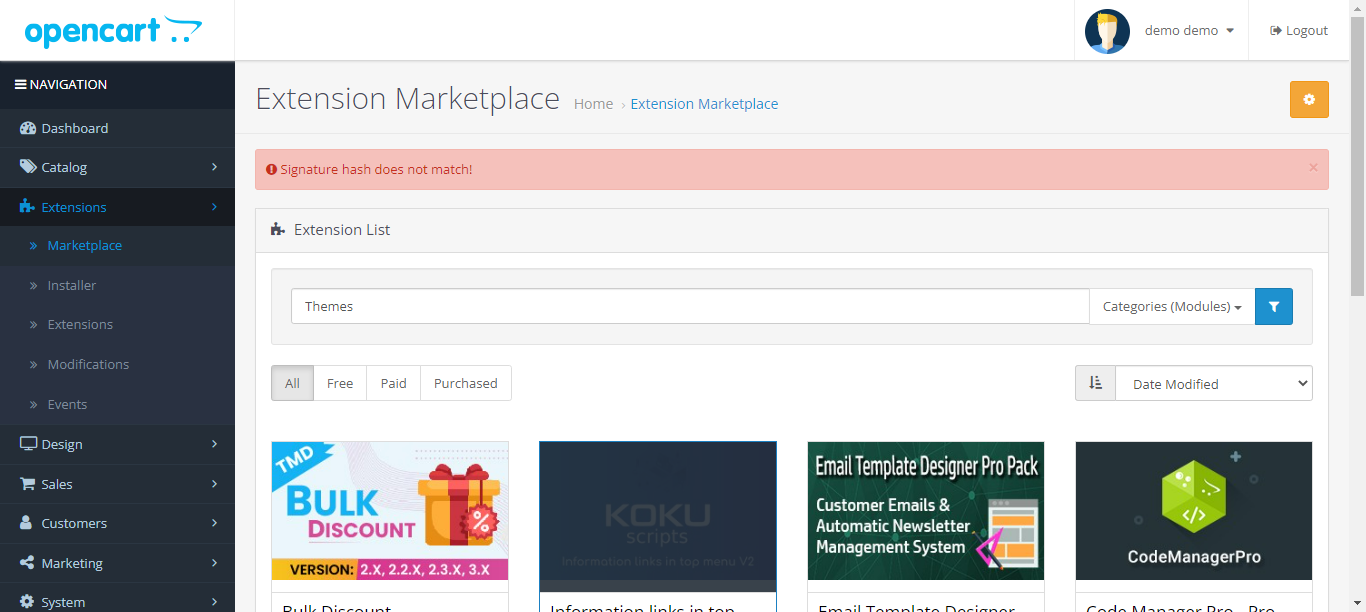 opencart
demo demo
Logout
NAVIGATION
Dashboard
Catalog
Extensions
Marketplace
Installer
Extensions
Modifications
Events
Design
Sales
Customers
Marketing
System
Extension Marketplace
Home › Extension Marketplace
Signature hash does not match!
×
Extension List
Themes
Categories (Modules)
All
Free
Paid
Purchased
Date Modified
TMD
BULK
DISCOUNT
VERSION: 2.X, 2.2.X, 2.3.X, 3.X
KOKU
scripts
Information links in top menu V2
Email Template Designer Pro Pack
Customer Emails &
Automatic Newsletter
Management System
CodeManagerPro
Bulk Discount
Information links in top
Email Template Designer
Code Manager Pro - Pro